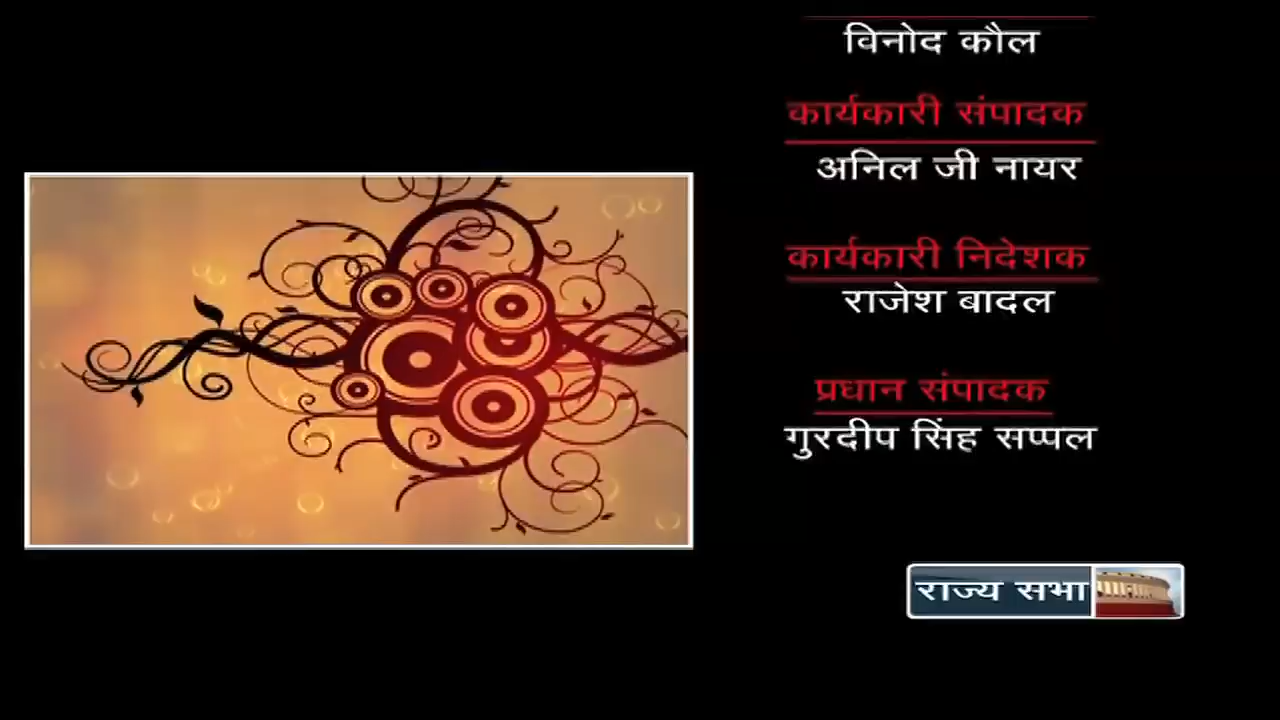 विनोद कौल
कार्यकारी संपादक
अनिल जी नायर
कार्यकारी निदेशक
राजेश बादल
प्रधान संपादक
गुरदीप सिंह सप्पल
राज्य सभा